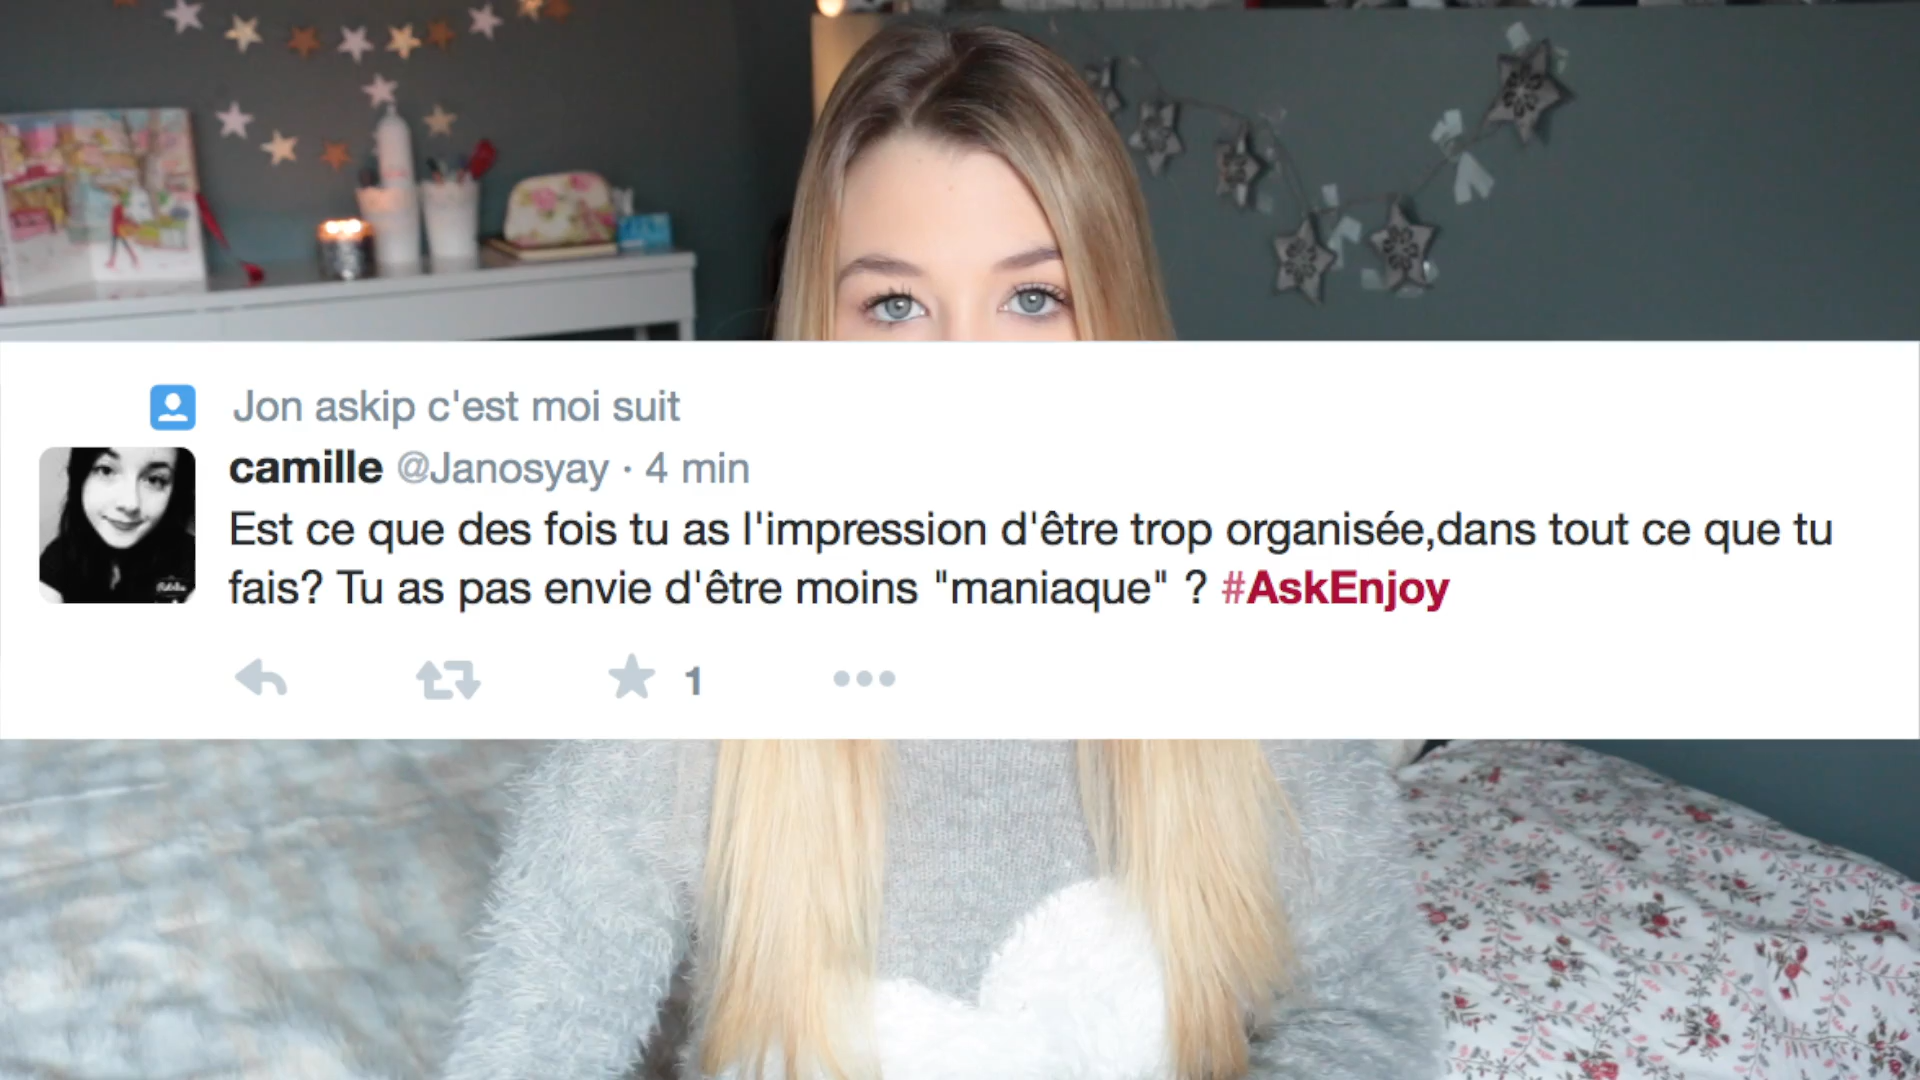 Jon askip c'est moi suit
camille @Janosyay · 4 min
Est ce que des fois tu as l'impression d'être trop organisée,dans tout ce que tu
fais? Tu as pas envie d'être moins "maniaque" ? #AskEnjoy
1